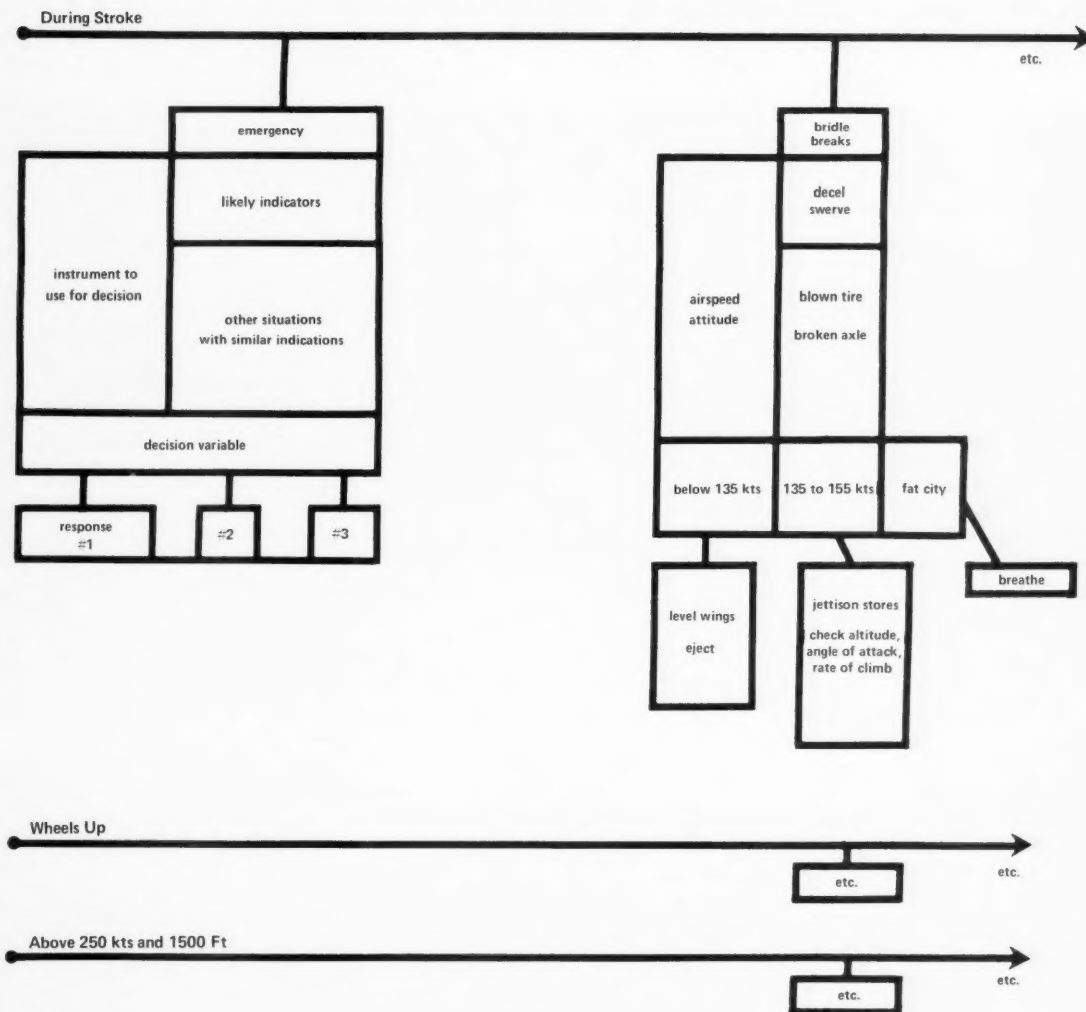 During Stroke
etc.
emergency
likely indicators
instrument to
use for decision
other situations
with similar indications
decision variable
response
#1
#2
#3
bridle
breaks
decel
swerve
airspeed
attitude
blown tire
broken axle
below 135 kts
135 to 155 kts
fat city
level wings
eject
jettison stores
check altitude,
angle of attack,
rate of climb
breathe
Wheels Up
etc.
etc.
Above 250 kts and 1500 Ft
etc.
etc.